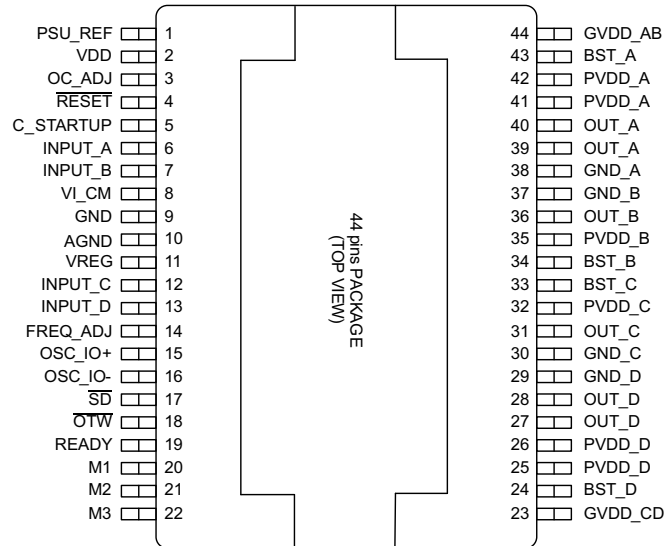 PSU_REF 1
VDD 2
OC_ADJ 3
RESET 4
C_STARTUP 5
INPUT_A 6
INPUT_B 7
VI_CM 8
GND 9
AGND 10
VREG 11
INPUT_C 12
INPUT_D 13
FREQ_ADJ 14
OSC_IO+ 15
OSC_IO- 16
SD 17
OTW 18
READY 19
M1 20
M2 21
M3 22
44 pins PACKAGE
(TOP VIEW)
44 GVDD_AB
43 BST_A
42 PVDD_A
41 PVDD_A
40 OUT_A
39 OUT_A
38 GND_A
37 GND_B
36 OUT_B
35 PVDD_B
34 BST_B
33 BST_C
32 PVDD_C
31 OUT_C
30 GND_C
29 GND_D
28 OUT_D
27 OUT_D
26 PVDD_D
25 PVDD_D
24 BST_D
23 GVDD_CD